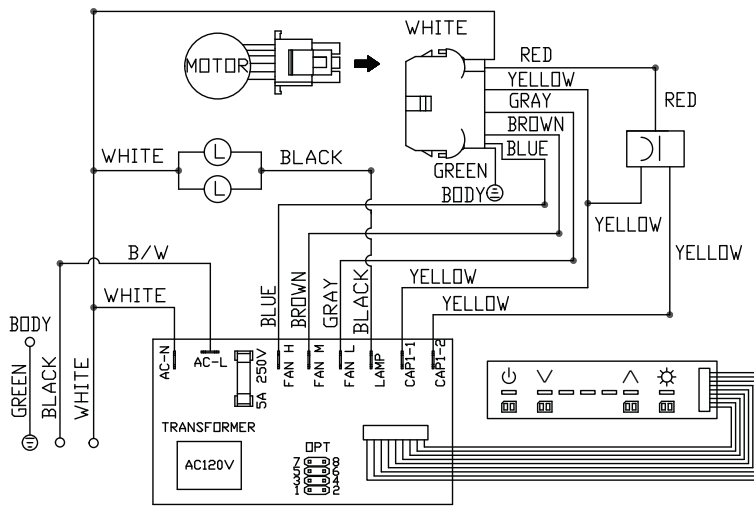 WHITE
RED
MOTOR
YELLOW
GRAY
RED
BROWN
WHITE
BLACK
BLUE
GREEN
BODY
YELLOW
B/W
YELLOW
WHITE
YELLOW
BLUE
BROWN
GRAY
BLACK
YELLOW
BODY
GREEN
BLACK
WHITE
AC-N
AC-L
5A 250V
FAN H
FAN M
FAN L
LAMP
CAP1-1
CAP1-2
L
L
TRANSFORMER
AC120V
OPT
7 8
5 6
3 4
1 2